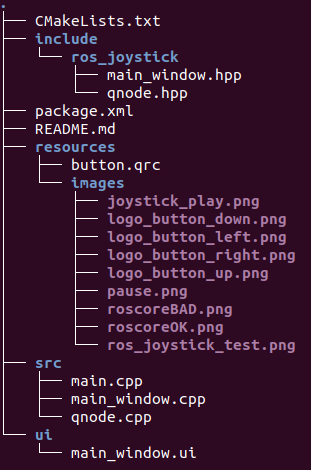 .
├── CMakeLists.txt
├── include
│   └── ros_joystick
│       ├── main_window.hpp
│       └── qnode.hpp
├── package.xml
├── README.md
├── resources
│   ├── button.qrc
│   └── images
│       ├── joystick_play.png
│       ├── logo_button_down.png
│       ├── logo_button_left.png
│       ├── logo_button_right.png
│       ├── logo_button_up.png
│       ├── pause.png
│       ├── roscoreBAD.png
│       ├── roscoreOK.png
│       └── ros_joystick_test.png
├── src
│   ├── main.cpp
│   ├── main_window.cpp
│   └── qnode.cpp
└── ui
    └── main_window.ui